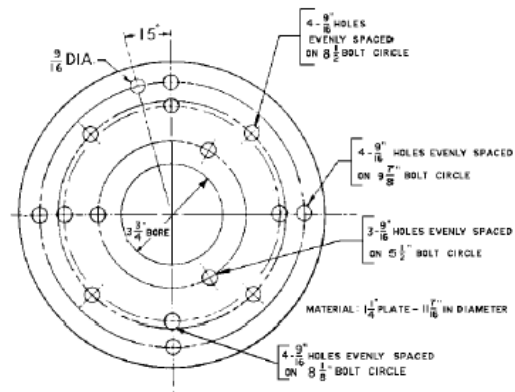 15°
9/16 DIA.
4-9/16" HOLES
EVENLY SPACED
ON 8 1/2" BOLT CIRCLE
4-9/16" HOLES EVENLY SPACED
ON 9 7/8" BOLT CIRCLE
3 3/4" BORE
3-9/16" HOLES EVENLY SPACED
ON 5 1/2" BOLT CIRCLE
MATERIAL: 1 1/4" PLATE - 11 7/16" IN DIAMETER
4-9/16" HOLES EVENLY SPACED
ON 8 1/8" BOLT CIRCLE